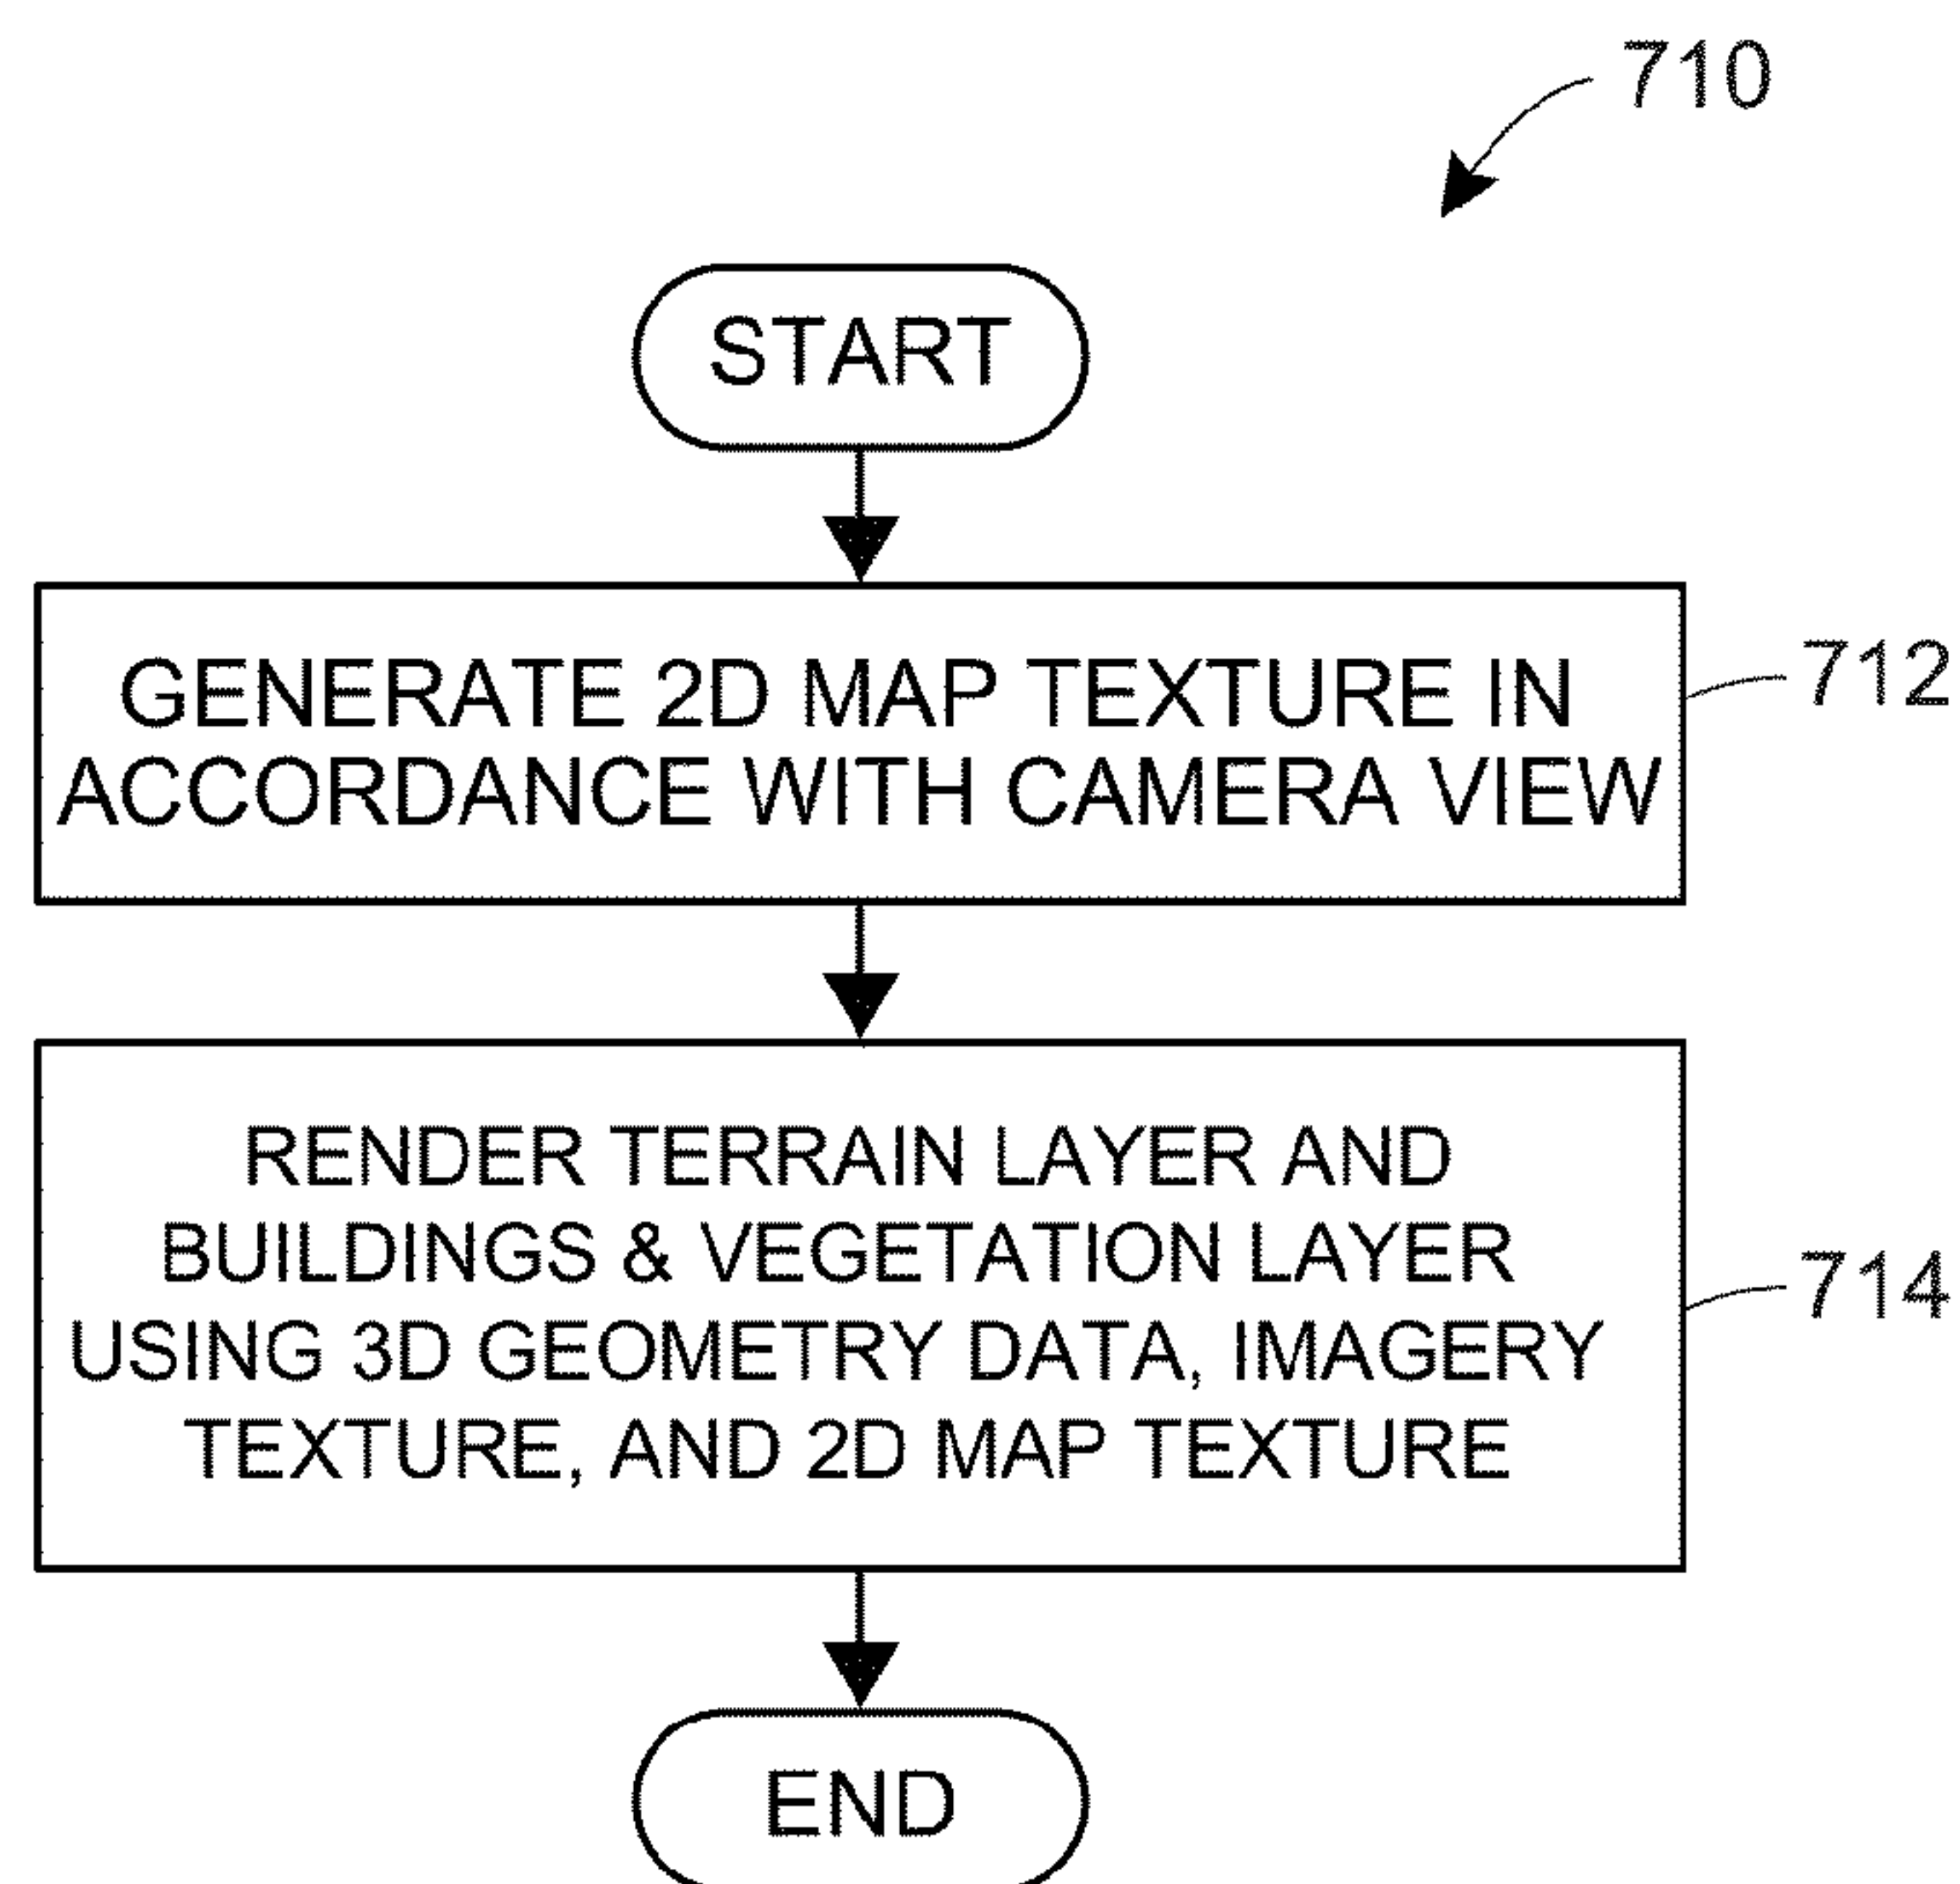 710
START
GENERATE 2D MAP TEXTURE IN
ACCORDANCE WITH CAMERA VIEW
712
RENDER TERRAIN LAYER AND
BUILDINGS & VEGETATION LAYER
USING 3D GEOMETRY DATA, IMAGERY
TEXTURE, AND 2D MAP TEXTURE
714
END